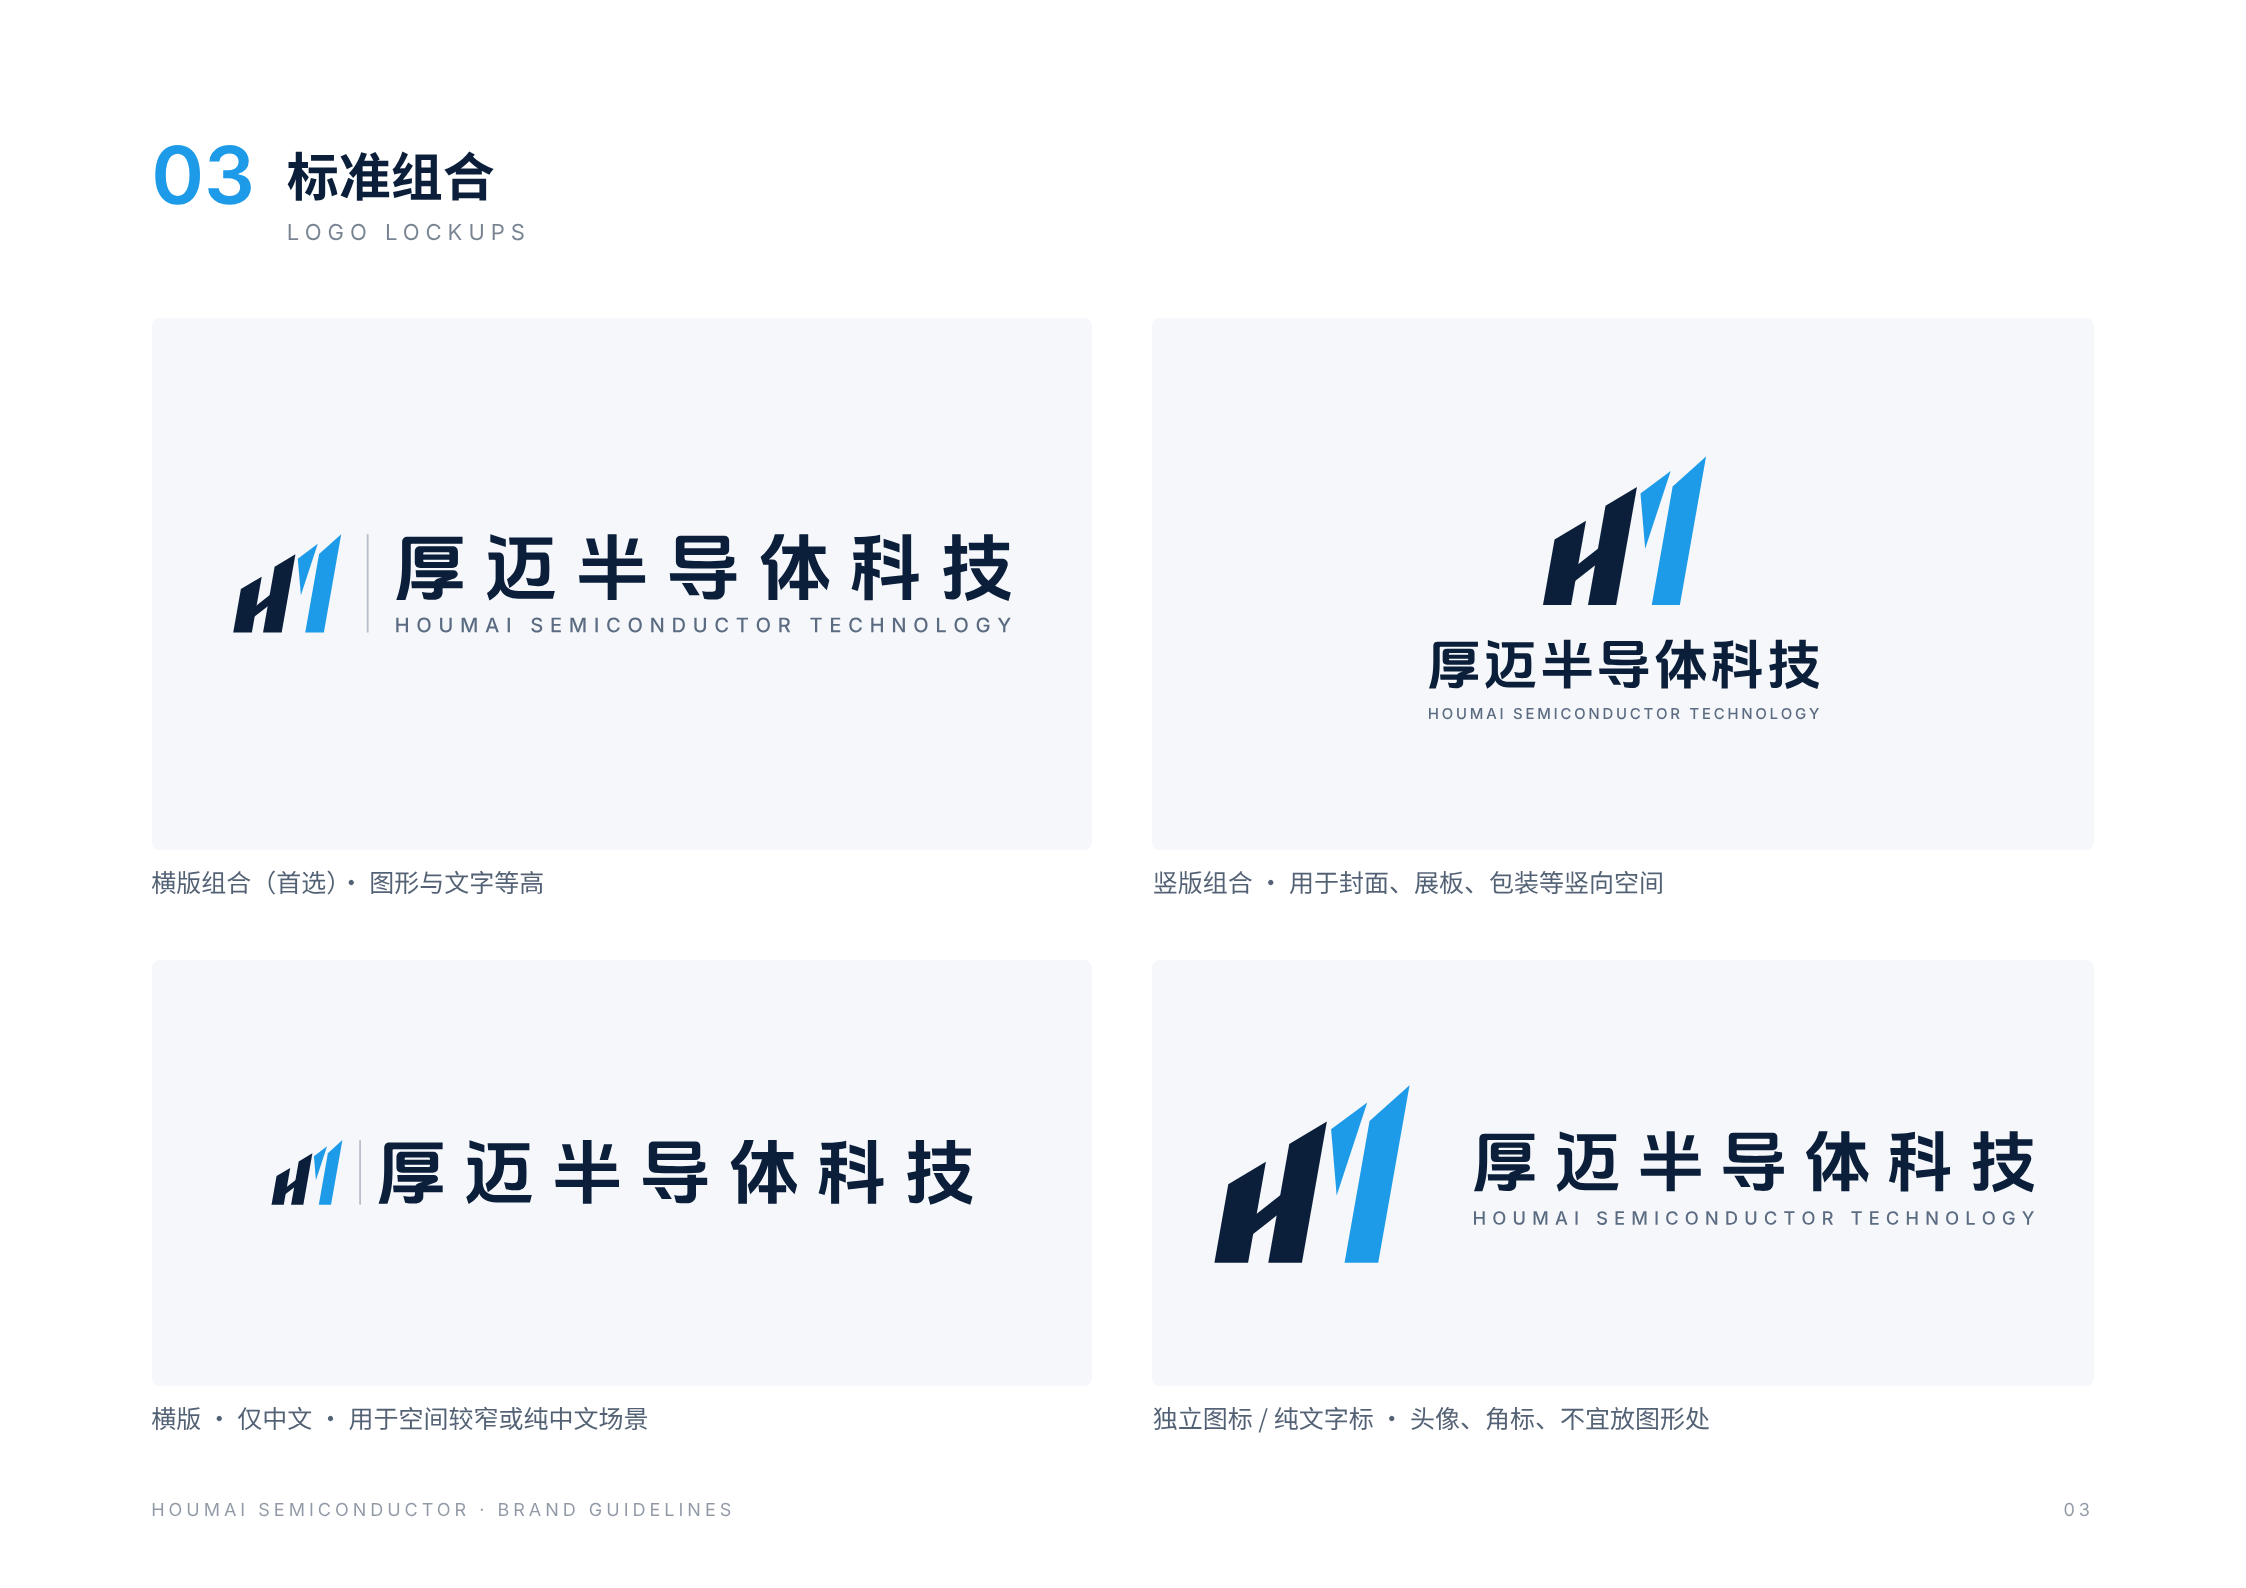 03 标准组合
LOGO LOCKUPS
厚迈半导体科技
HOUMAI SEMICONDUCTOR TECHNOLOGY
厚迈半导体科技
HOUMAI SEMICONDUCTOR TECHNOLOGY
横版组合（首选）· 图形与文字等高
竖版组合 · 用于封面、展板、包装等竖向空间
厚迈半导体科技
厚迈半导体科技
HOUMAI SEMICONDUCTOR TECHNOLOGY
横版 · 仅中文 · 用于空间较窄或纯中文场景
独立图标 / 纯文字标 · 头像、角标、不宜放图形处
HOUMAI SEMICONDUCTOR · BRAND GUIDELINES
03